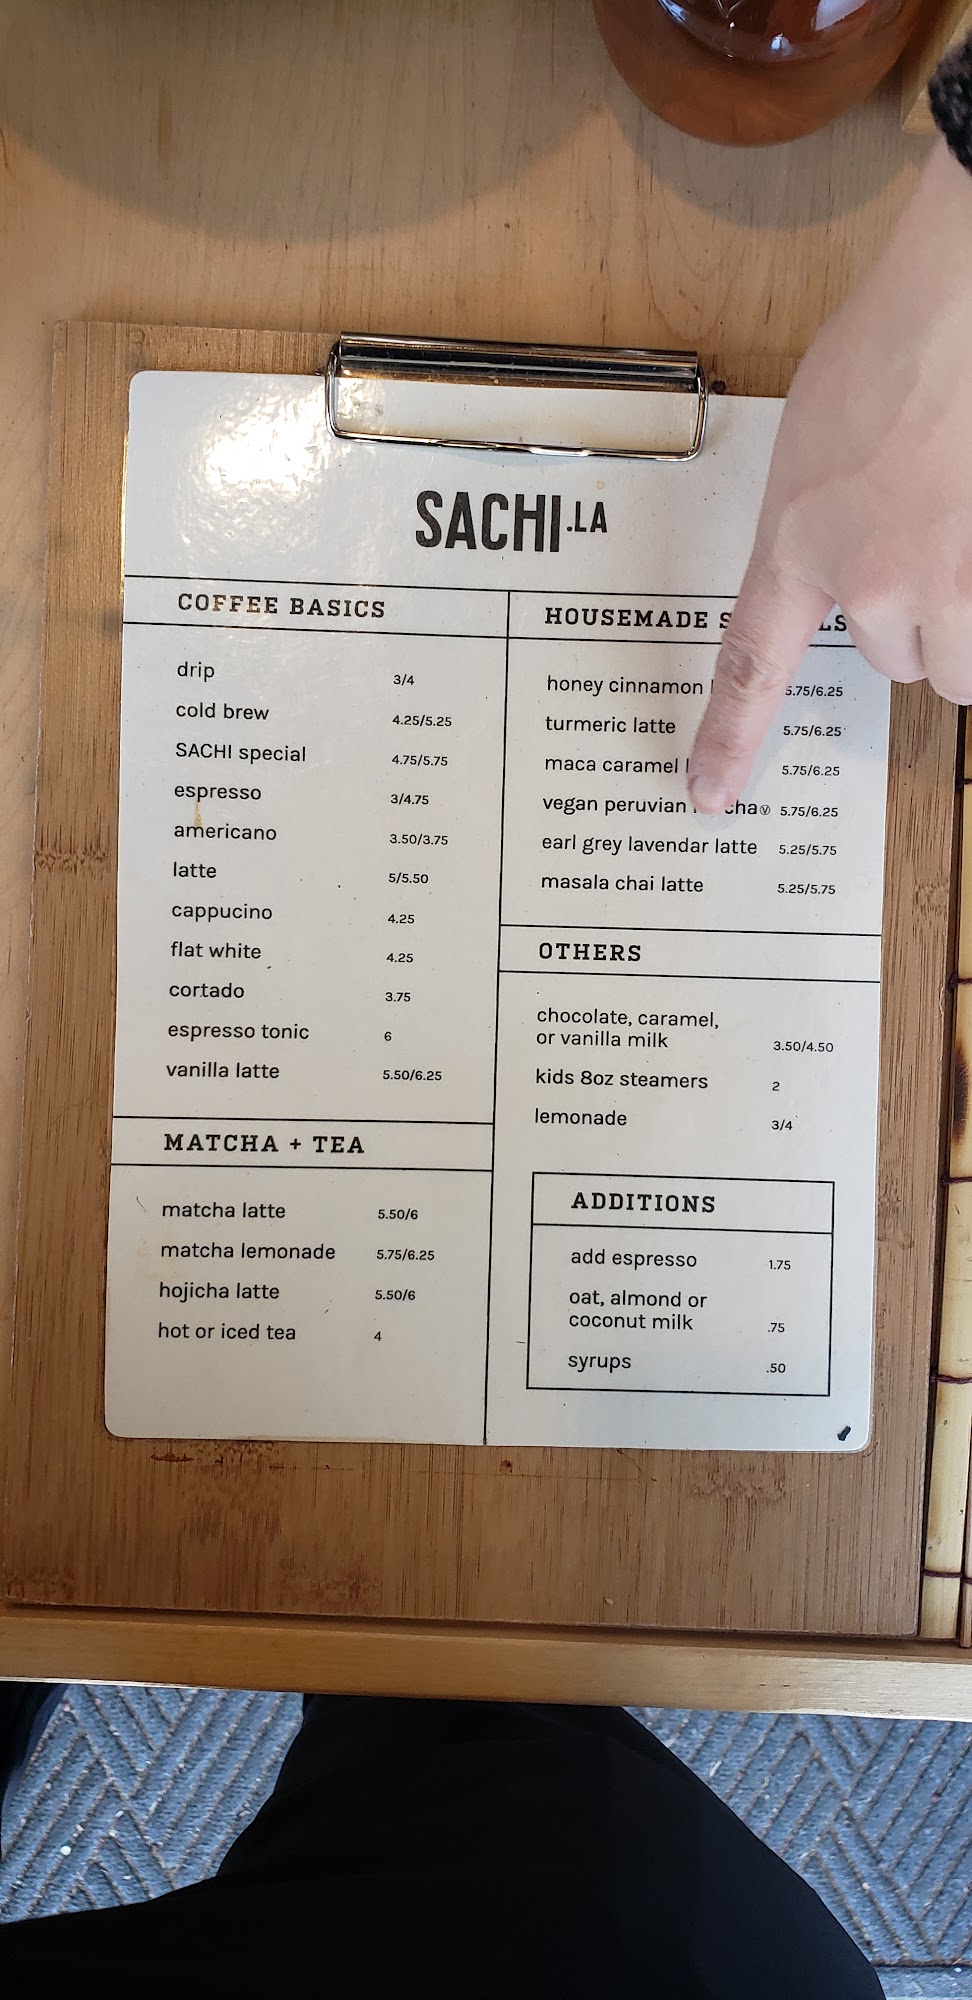 SACHI.LA
COFFEE BASICS
drip 3/4
cold brew 4.25/5.25
SACHI special 4.75/5.75
espresso 3/4.75
americano 3.50/3.75
latte 5/5.50
cappucino 4.25
flat white 4.25
cortado 3.75
espresso tonic 6
vanilla latte 5.50/6.25
MATCHA + TEA
matcha latte 5.50/6
matcha lemonade 5.75/6.25
hojicha latte 5.50/6
hot or iced tea 4
HOUSEMADE
honey cinnamon 5.75/6.25
turmeric latte 5.75/6.25
maca caramel 5.75/6.25
vegan peruvian Ⓥ 5.75/6.25
earl grey lavendar latte 5.25/5.75
masala chai latte 5.25/5.75
OTHERS
chocolate, caramel,
or vanilla milk 3.50/4.50
kids 8oz steamers 2
lemonade 3/4
ADDITIONS
add espresso 1.75
oat, almond or
coconut milk .75
syrups .50